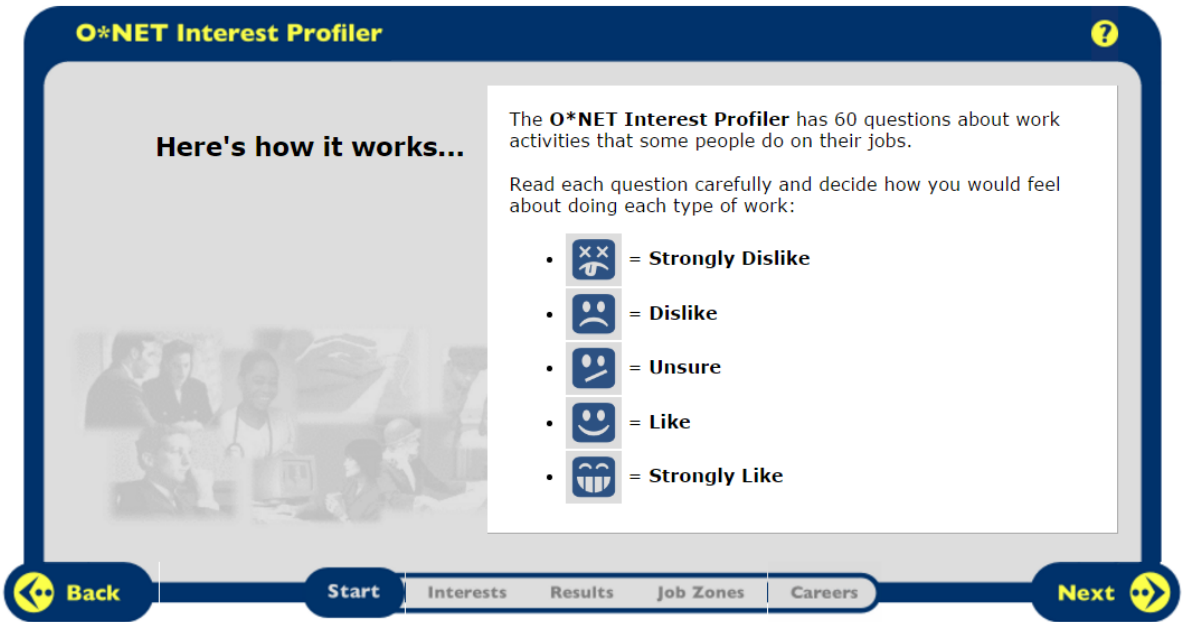 O*NET Interest Profiler
?
Here's how it works...
The O*NET Interest Profiler has 60 questions about work
activities that some people do on their jobs.
Read each question carefully and decide how you would feel
about doing each type of work:
• = Strongly Dislike
• = Dislike
• = Unsure
• = Like
• = Strongly Like
Back
Start
Interests
Results
Job Zones
Careers
Next